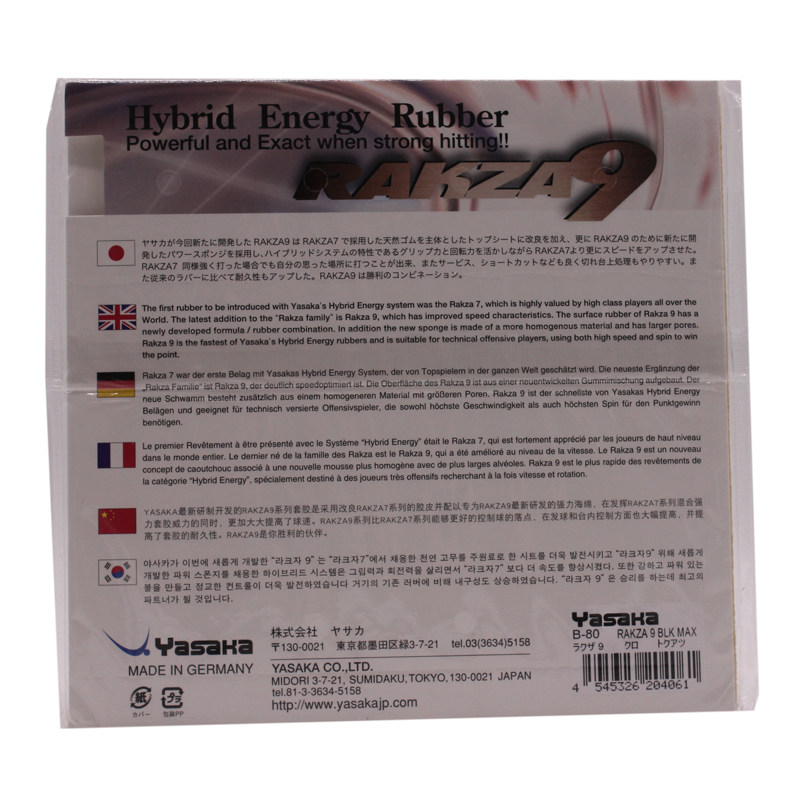 Hybrid Energy Rubber
Powerful and Exact when strong hitting!!
RAKZA9
ヤサカが今回新たに開発した RAKZA9 は RAKZA7 で採用した天然ゴムを主体としたトップシートに改良を加え、更に RAKZA9 のために新たに開
発したパワースポンジを採用し、ハイブリッドシステムの特性であるグリップ力と回転力を活かしながら RAKZA7より更にスピードをアップさせた。
RAKZA7 同様強く打った場合でも自分の思った場所に打つことが出来、またサービス、ショートカットなども良く切れ台上処理もやりやすい。ま
た従来のラバーに比べて耐久性もアップした。RAKZA9 は勝利のコンビネーション。
The first rubber to be introduced with Yasaka's Hybrid Energy system was the Rakza 7, which is highly valued by high class players all over the
World. The latest addition to the "Rakza family" is Rakza 9, which has improved speed characteristics. The surface rubber of Rakza 9 has a
newly developed formula / rubber combination. In addition the new sponge is made of a more homogenous material and has larger pores.
Rakza 9 is the fastest of Yasaka's Hybrid Energy rubbers and is suitable for technical offensive players, using both high speed and spin to win
the point.
Rakza 7 war der erste Belag mit Yasakas Hybrid Energy System, der von Topspielern in der ganzen Welt geschätzt wird. Die neueste Ergänzung der
„Rakza Familie“ ist Rakza 9, der deutlich speedoptimiert ist. Die Oberfläche des Rakza 9 ist aus einer neuentwickelten Gummimischung aufgebaut. Der
neue Schwamm besteht zusätzlich aus einem homogeneren Material mit größeren Poren. Rakza 9 ist der schnellste von Yasakas Hybrid Energy
Belägen und geeignet für technisch versierte Offensivspieler, die sowohl höchste Geschwindigkeit als auch höchsten Spin für den Punktgewinn
benötigen.
Le premier Revêtement à être présenté avec le Système "Hybrid Energy" était le Rakza 7, qui est fortement apprécié par les joueurs de haut niveau
dans le monde entier. Le dernier né de la famille des Rakza est le Rakza 9, qui a été amélioré au niveau de la vitesse. Le Rakza 9 est un nouveau
concept de caoutchouc associé à une nouvelle mousse plus homogène avec de plus larges alvéoles. Rakza 9 est le plus rapide des revêtements de
la catégorie "Hybrid Energy", spécialement destiné à des joueurs très offensifs recherchant à la fois vitesse et rotation.
YASAKA最新研制开发的RAKZA9系列套胶是采用改良RAKZA7系列的胶皮并配以专为RAKZA9最新研发的强力海绵，在发挥RAKZA7系列混合强
力套胶威力的同时，更加大大提高了球速。RAKZA9系列比RAKZA7系列能够更好的控制球的落点，在发球和台内控制方面也大幅提高，并提
高了套胶的耐久性。RAKZA9是你胜利的伙伴。
야사카가 이번에 새롭게 개발한 "라크자 9" 는 "라크자7"에서 채용한 천연 고무를 주원료로 한 시트를 더욱 발전시키고 "라크자9" 위해 새롭게
개발한 파워 스폰지를 채용한 하이브리드 시스템은 그립력과 회전력을 살리면서 "라크자7" 보다 더 속도를 향상시켰다. 또한 강하고 파워 있는
볼을 만들고 정교한 컨트롤이 더욱 발전하였습니다 거기의 기존 러버에 비해 내구성도 상승하였습니다. "라크자 9" 은 승리를 하는데 최고의
파트너가 될 것입니다.
Yasaka
MADE IN GERMANY
紙
カバー
プラ
包装PP
株式会社 ヤサカ
〒130-0021 東京都墨田区緑3-7-21 tel.03(3634)5158
YASAKA CO.,LTD.
MIDORI 3-7-21, SUMIDAKU,TOKYO,130-0021 JAPAN
tel.81-3-3634-5158
http://www.yasakajp.com
Yasaka
B-80 RAKZA 9 BLK MAX
ラクザ 9 クロ トクアツ
4 545326 204061